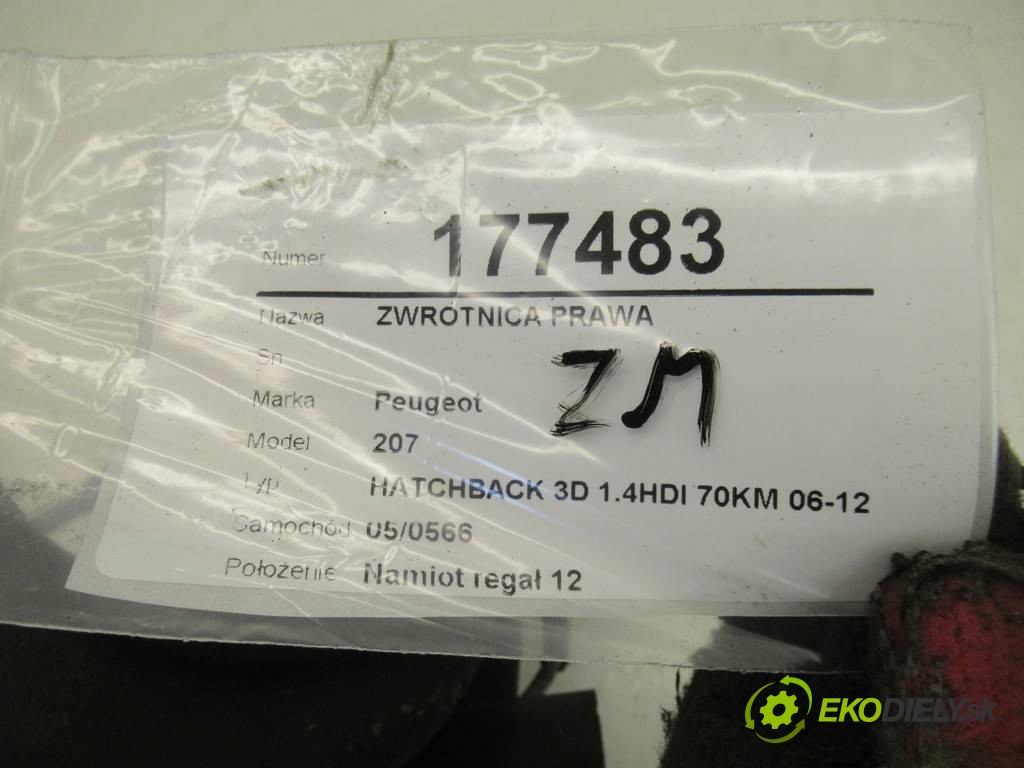 Numer 177483
Nazwa ZWROTNICA PRAWA
Sn
ZM
Marka Peugeot
Model 207
Typ HATCHBACK 3D 1.4HDI 70KM 06-12
Samochód 05/0566
Położenie Namiot regał 12
EKODIELY.sk